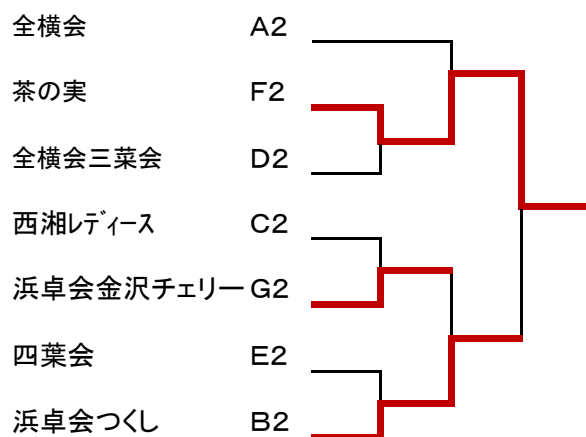 全横会 A2
茶の実 F2
全横会三菜会 D2
西湘レディース C2
浜卓会金沢チェリー G2
四葉会 E2
浜卓会つくし B2